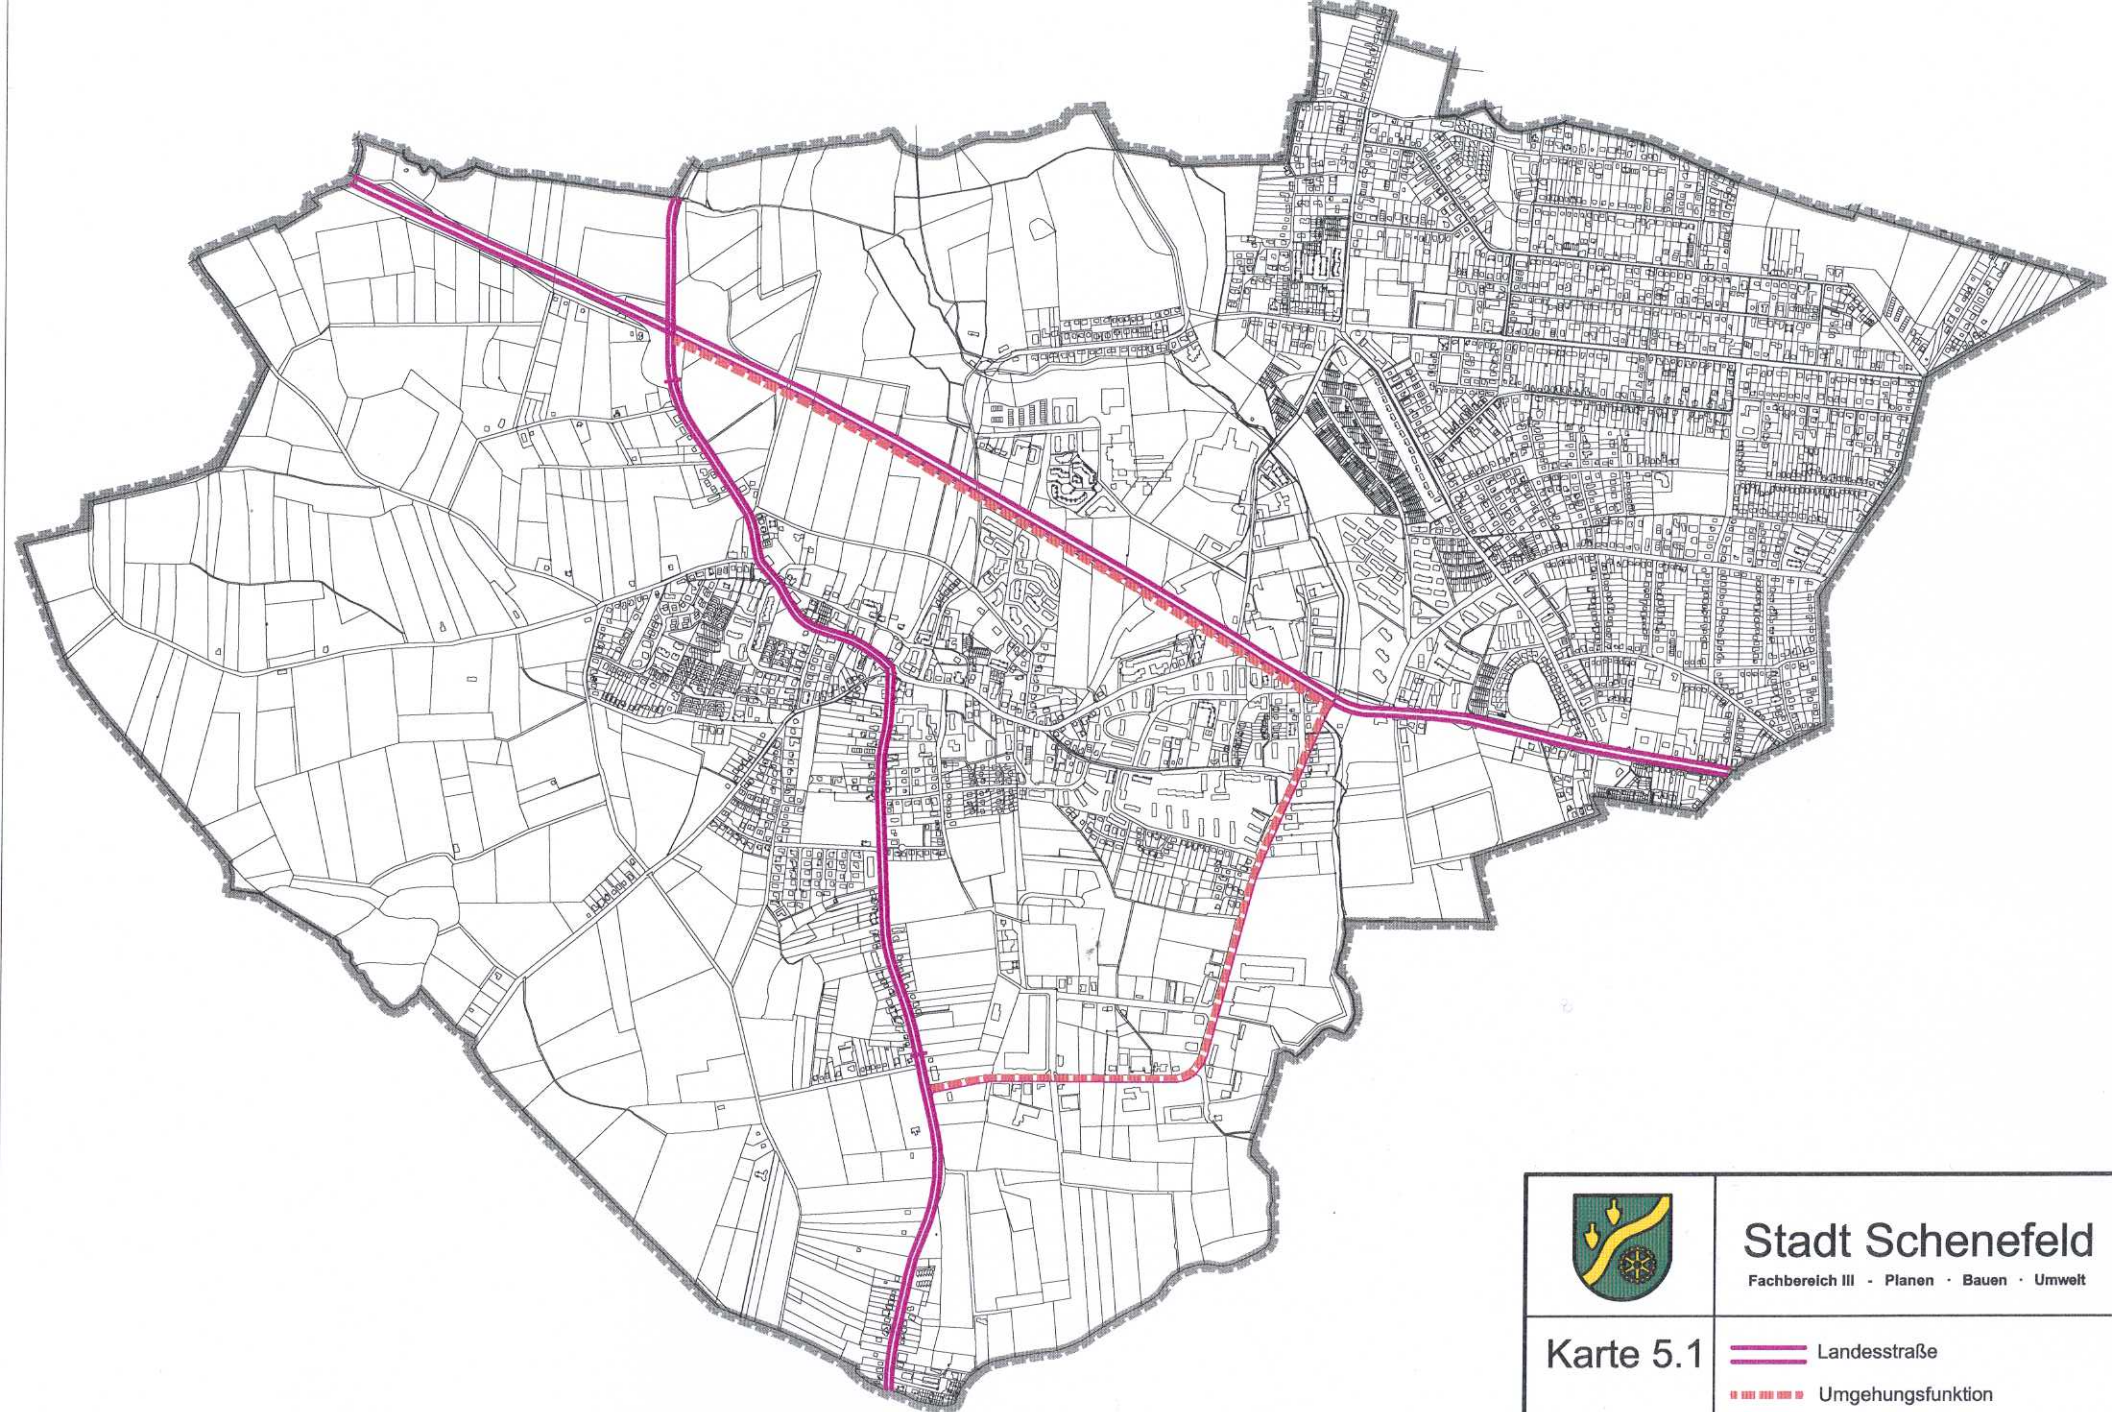 Stadt Schenefeld
Fachbereich III - Planen · Bauen · Umwelt
Karte 5.1
Landesstraße
Umgehungsfunktion